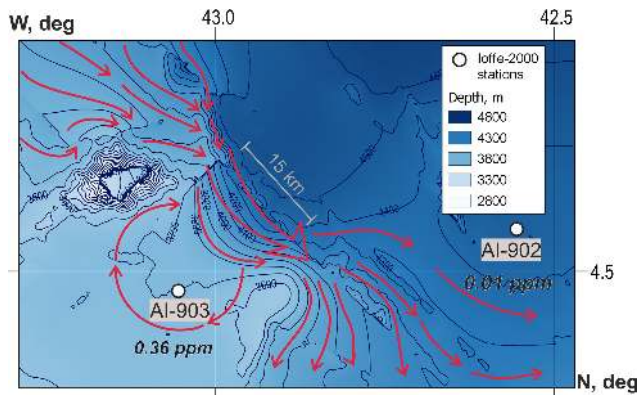 W, deg
43.0
42.5
Ioffe-2000
stations
Depth, m
4800
4300
3800
3300
2800
15 km
AI-902
0.01 ppm
4.5
AI-903
0.36 ppm
N, deg